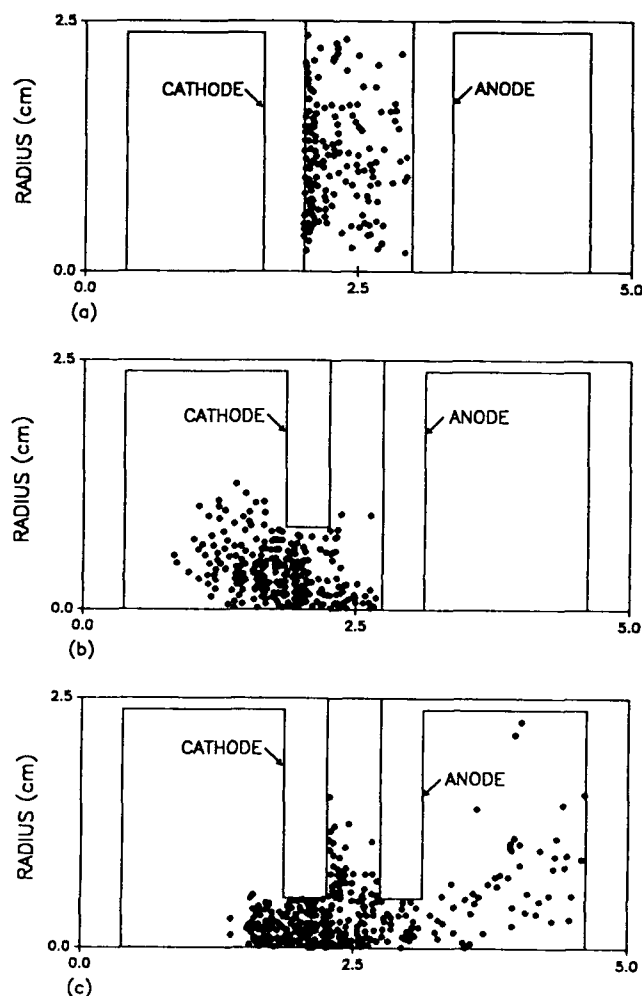 2.5
CATHODE
ANODE
RADIUS (cm)
0.0
0.0
2.5
5.0
(a)
2.5
CATHODE
ANODE
RADIUS (cm)
0.0
0.0
2.5
5.0
(b)
2.5
CATHODE
ANODE
RADIUS (cm)
0.0
0.0
2.5
5.0
(c)